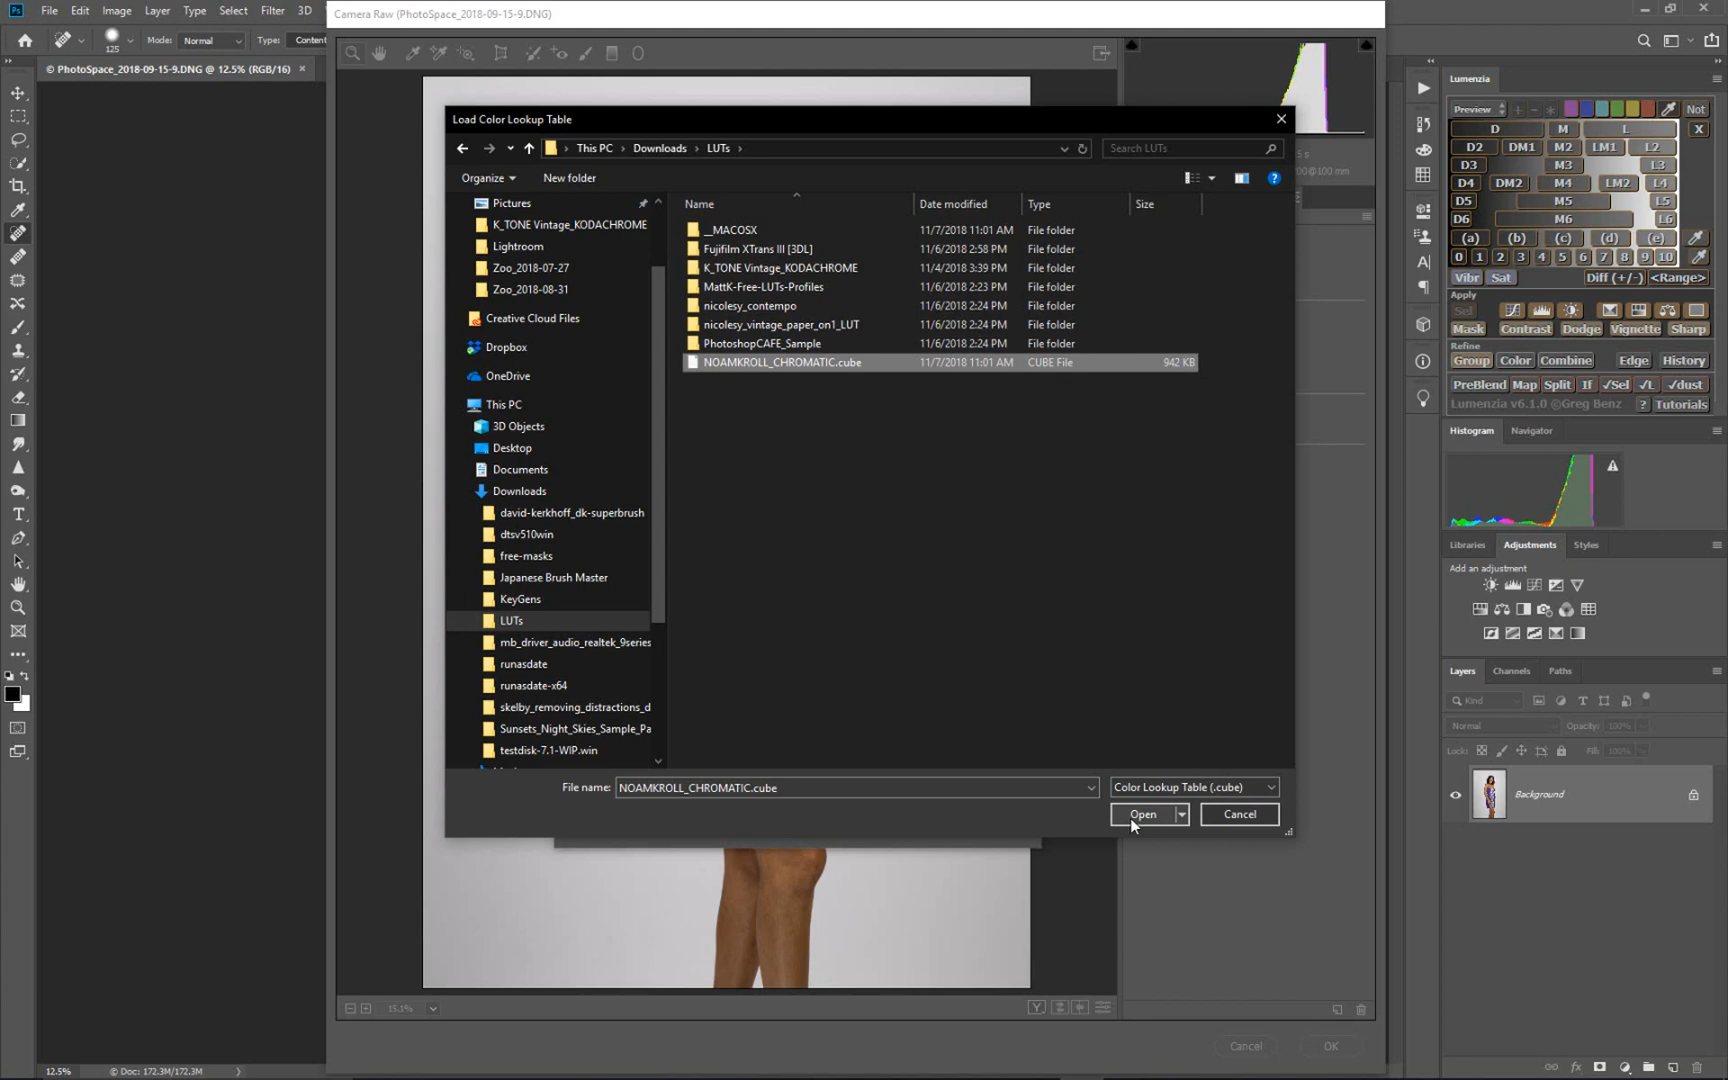 File Edit Image Layer Type Select Filter 3D
Camera Raw (PhotoSpace_2018-09-15-9.DNG)
125
Mode: Normal
Type: Content
© PhotoSpace_2018-09-15-9.DNG @ 12.5% (RGB/16)
Load Color Lookup Table
This PC
Downloads
LUTs
Search LUTs
Organize
New folder
Name
Date modified
Type
Size
Pictures
K_TONE Vintage_KODACHROME
Lightroom
Zoo_2018-07-27
Zoo_2018-08-31
Creative Cloud Files
Dropbox
OneDrive
This PC
3D Objects
Desktop
Documents
Downloads
david-kerkhoff_dk-superbrush
dtsv510win
free-masks
Japanese Brush Master
KeyGens
LUTs
mb_driver_audio_realtek_9series
runasdate
runasdate-x64
skelby_removing_distractions_d
Sunsets_Night_Skies_Sample_Pa
testdisk-7.1-WIP.win
__MACOSX 11/7/2018 11:01 AM File folder
Fujifilm XTrans III [3DL] 11/6/2018 2:58 PM File folder
K_TONE Vintage_KODACHROME 11/4/2018 3:39 PM File folder
MattK-Free-LUTs-Profiles 11/6/2018 2:23 PM File folder
nicolesy_contempo 11/6/2018 2:24 PM File folder
nicolesy_vintage_paper_on1_LUT 11/6/2018 2:24 PM File folder
PhotoshopCAFE_Sample 11/6/2018 2:24 PM File folder
NOAMKROLL_CHROMATIC.cube 11/7/2018 11:01 AM CUBE File 942 KB
File name: NOAMKROLL_CHROMATIC.cube
Color Lookup Table (.cube)
Open
Cancel
15.1%
Y
Cancel
OK
12.5%
© Doc: 172.3M/172.3M
Lumenzia
Preview + - * Not
D M L X
D2 DM1 M2 LM1 L2
D3 M3 L3
D4 DM2 M4 LM2 L4
D5 M5 L5
D6 M6 L6
(a) (b) (c) (d) (e)
0 1 2 3 4 5 6 7 8 9 10
Vibr Sat Diff (+/-) <Range>
Apply
Sel
Mask Contrast Dodge Vignette Sharp
Refine
Group Color Combine Edge History
PreBlend Map Split If √Sel √L √dust
Lumenzia v6.1.0 ©Greg Benz ? Tutorials
Histogram Navigator
Libraries Adjustments Styles
Add an adjustment
Layers Channels Paths
Kind
Normal Opacity: 100%
Lock: Fill: 100%
Background